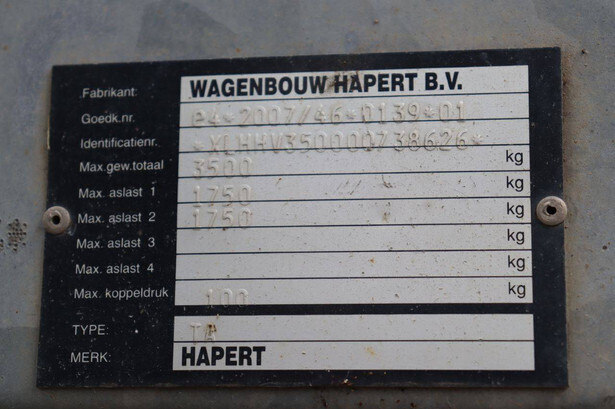 Fabrikant: WAGENBOUW HAPERT B.V.
Goedk.nr. e4*2007/46*0139*01
Identificatienr. *XLHHV350000738626*
Max.gew.totaal 3500 kg
Max. aslast 1 1750 kg
Max. aslast 2 1750 kg
Max. aslast 3 kg
Max. aslast 4 kg
Max. koppeldruk 100 kg
TYPE: TA
MERK: HAPERT